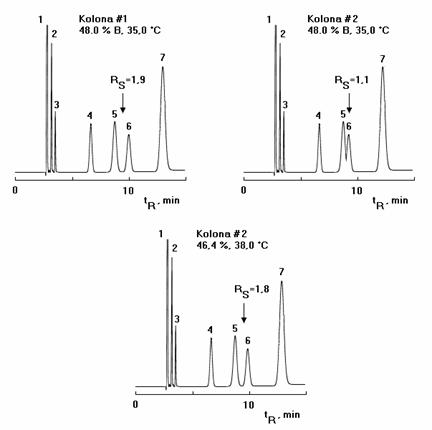 Kolona #1
48.0 % B, 35,0 °C
1
2
3
4
5
6
7
R_S=1,9
0
10
t_R, min
Kolona #2
48.0 % B, 35,0 °C
1
2
3
4
5
6
7
R_S=1,1
0
10
t_R, min
Kolona #2
46,4 %, 38,0 °C
1
2
3
4
5
6
7
R_S=1,8
0
10
t_R, min